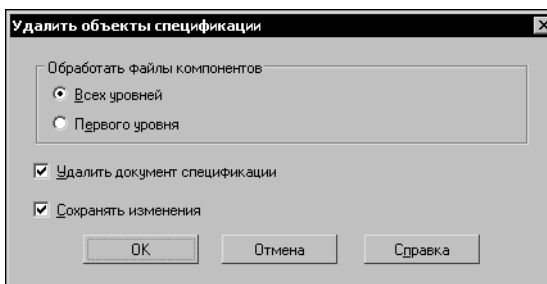 Удалить объекты спецификации
Обработать файлы компонентов
Всех уровней
Первого уровня
Удалить документ спецификации
Сохранять изменения
OK Отмена Справка